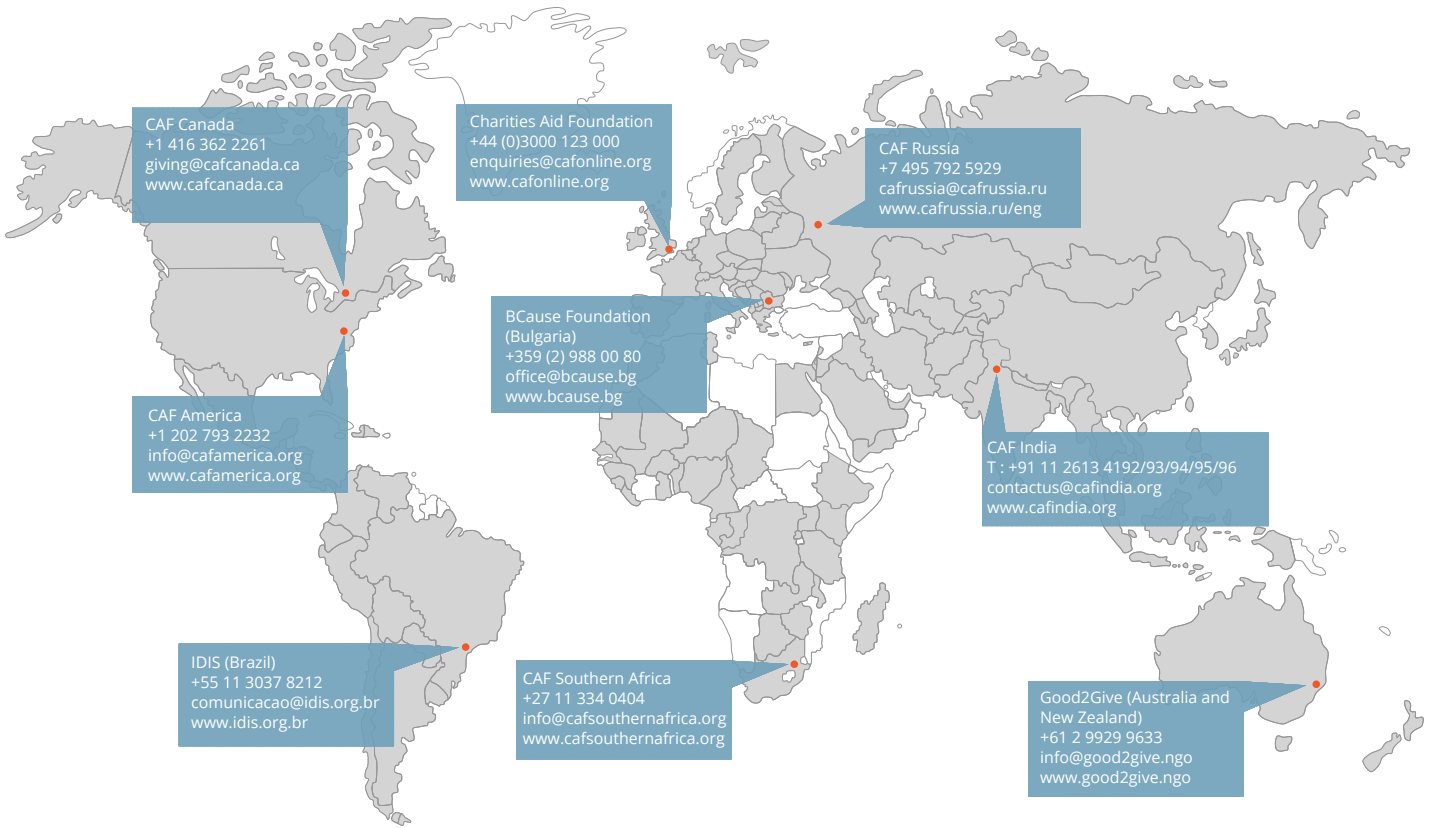 CAF Canada
+1 416 362 2261
giving@cafcanada.ca
www.cafcanada.ca
Charities Aid Foundation
+44 (0)3000 123 000
enquiries@cafonline.org
www.cafonline.org
CAF Russia
+7 495 792 5929
cafrussia@cafrussia.ru
www.cafrussia.ru/eng
BCause Foundation
(Bulgaria)
+359 (2) 988 00 80
office@bcause.bg
www.bcause.bg
CAF America
+1 202 793 2232
info@cafamerica.org
www.cafamerica.org
CAF India
T : +91 11 2613 4192/93/94/95/96
contactus@cafindia.org
www.cafindia.org
IDIS (Brazil)
+55 11 3037 8212
comunicacao@idis.org.br
www.idis.org.br
CAF Southern Africa
+27 11 334 0404
info@cafsouthernafrica.org
www.cafsouthernafrica.org
Good2Give (Australia and
New Zealand)
+61 2 9929 9633
info@good2give.ngo
www.good2give.ngo